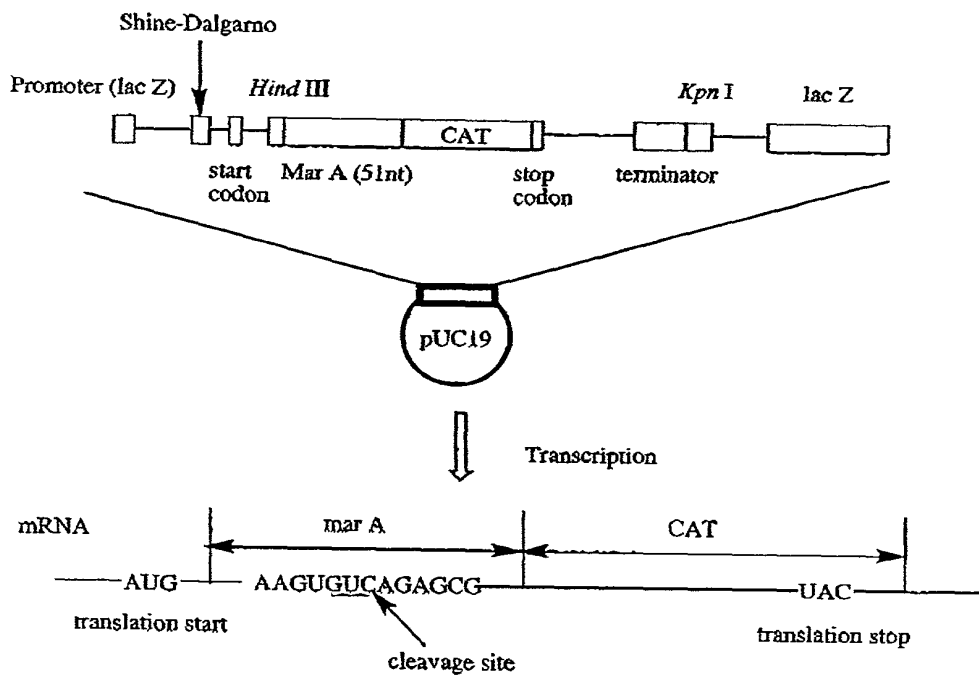 Shine-Dalgarno
Promoter (lac Z)
Hind III
Kpn I
lac Z
CAT
start
codon
Mar A (51nt)
stop
codon
terminator
pUC19
Transcription
mRNA
mar A
CAT
AUG
AAGUGUCAGAGCG
UAC
translation start
translation stop
cleavage site